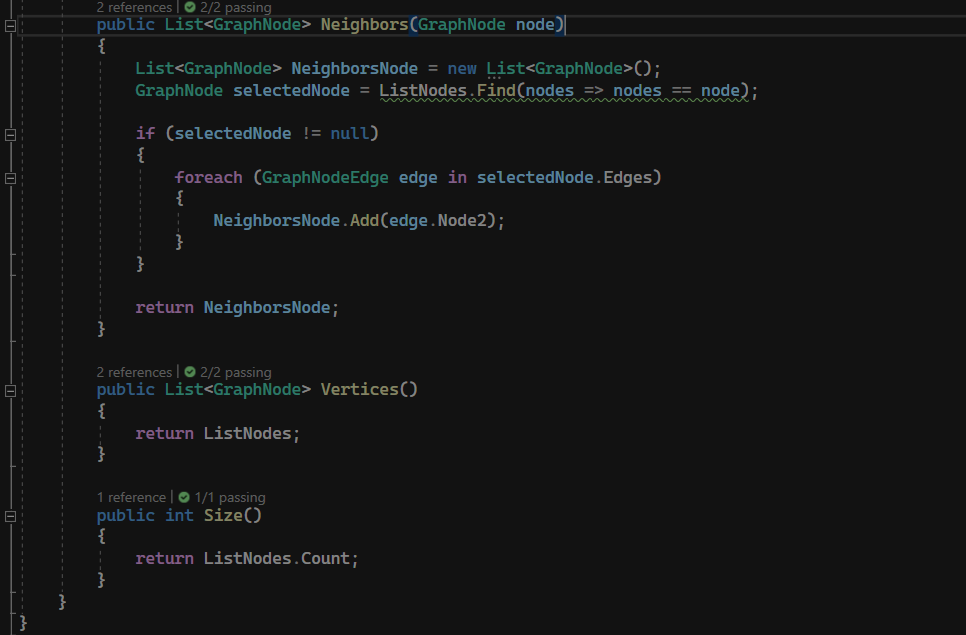 2 references | 2/2 passing
public List<GraphNode> Neighbors(GraphNode node)
{
List<GraphNode> NeighborsNode = new List<GraphNode>();
GraphNode selectedNode = ListNodes.Find(nodes => nodes == node);
if (selectedNode != null)
{
foreach (GraphNodeEdge edge in selectedNode.Edges)
{
NeighborsNode.Add(edge.Node2);
}
}
return NeighborsNode;
}
2 references | 2/2 passing
public List<GraphNode> Vertices()
{
return ListNodes;
}
1 reference | 1/1 passing
public int Size()
{
return ListNodes.Count;
}
}
}